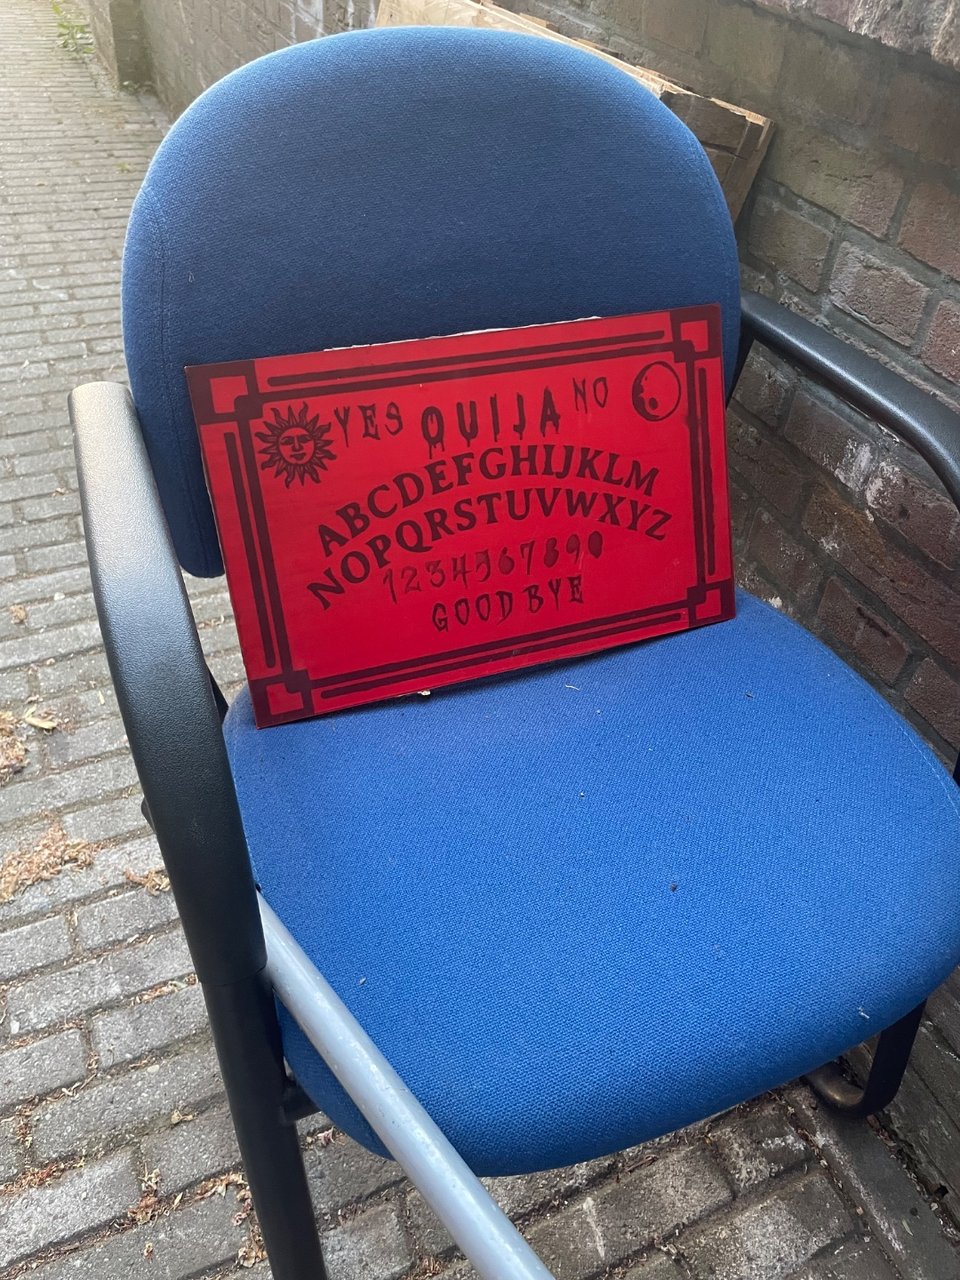 YES OUIJA NO
ABCDEFGHIJKLM
NOPQRSTUVWXYZ
1234567890
GOOD BYE